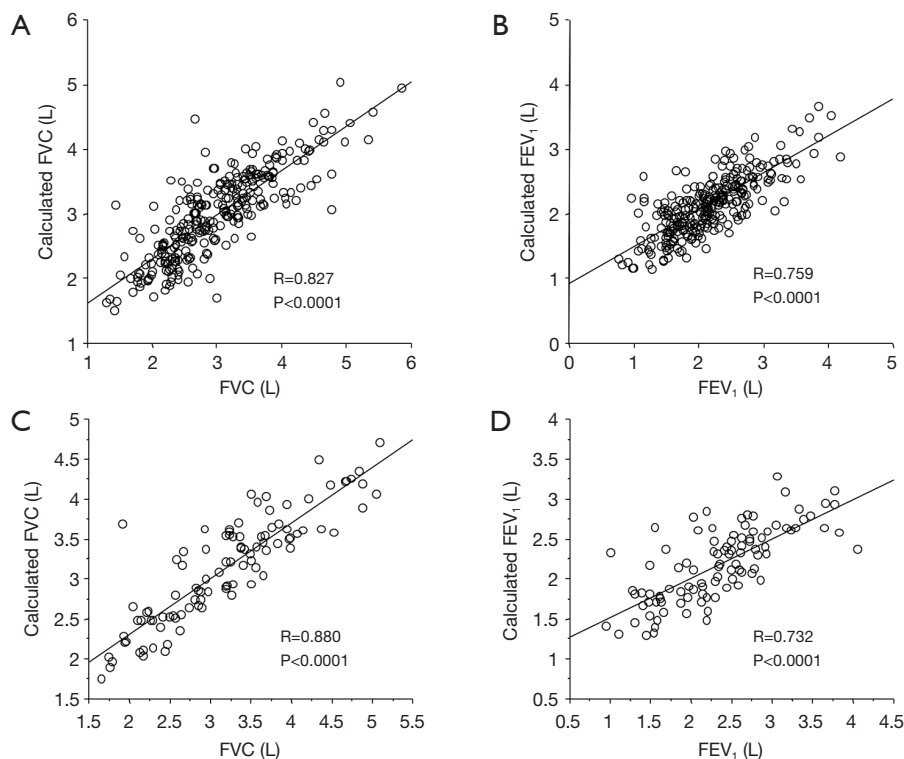 A
6
5
4
3
2
1
Calculated FVC (L)
R=0.827
P<0.0001
1 2 3 4 5 6
FVC (L)
B
5
4
3
2
1
0
Calculated FEV₁ (L)
R=0.759
P<0.0001
0 1 2 3 4 5
FEV₁ (L)
C
5
4.5
4
3.5
3
2.5
2
1.5
Calculated FVC (L)
R=0.880
P<0.0001
1.5 2 2.5 3 3.5 4 4.5 5 5.5
FVC (L)
D
4
3.5
3
2.5
2
1.5
1
0.5
Calculated FEV₁ (L)
R=0.732
P<0.0001
0.5 1 1.5 2 2.5 3 3.5 4 4.5
FEV₁ (L)